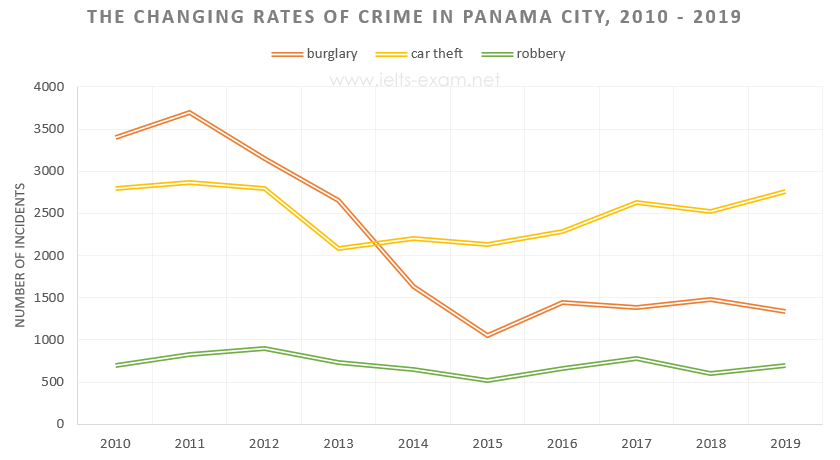 THE CHANGING RATES OF CRIME IN PANAMA CITY, 2010 - 2019
burglary car theft robbery
www.ielts-exam.net
4000
3500
3000
2500
2000
1500
1000
500
0
NUMBER OF INCIDENTS
2010 2011 2012 2013 2014 2015 2016 2017 2018 2019